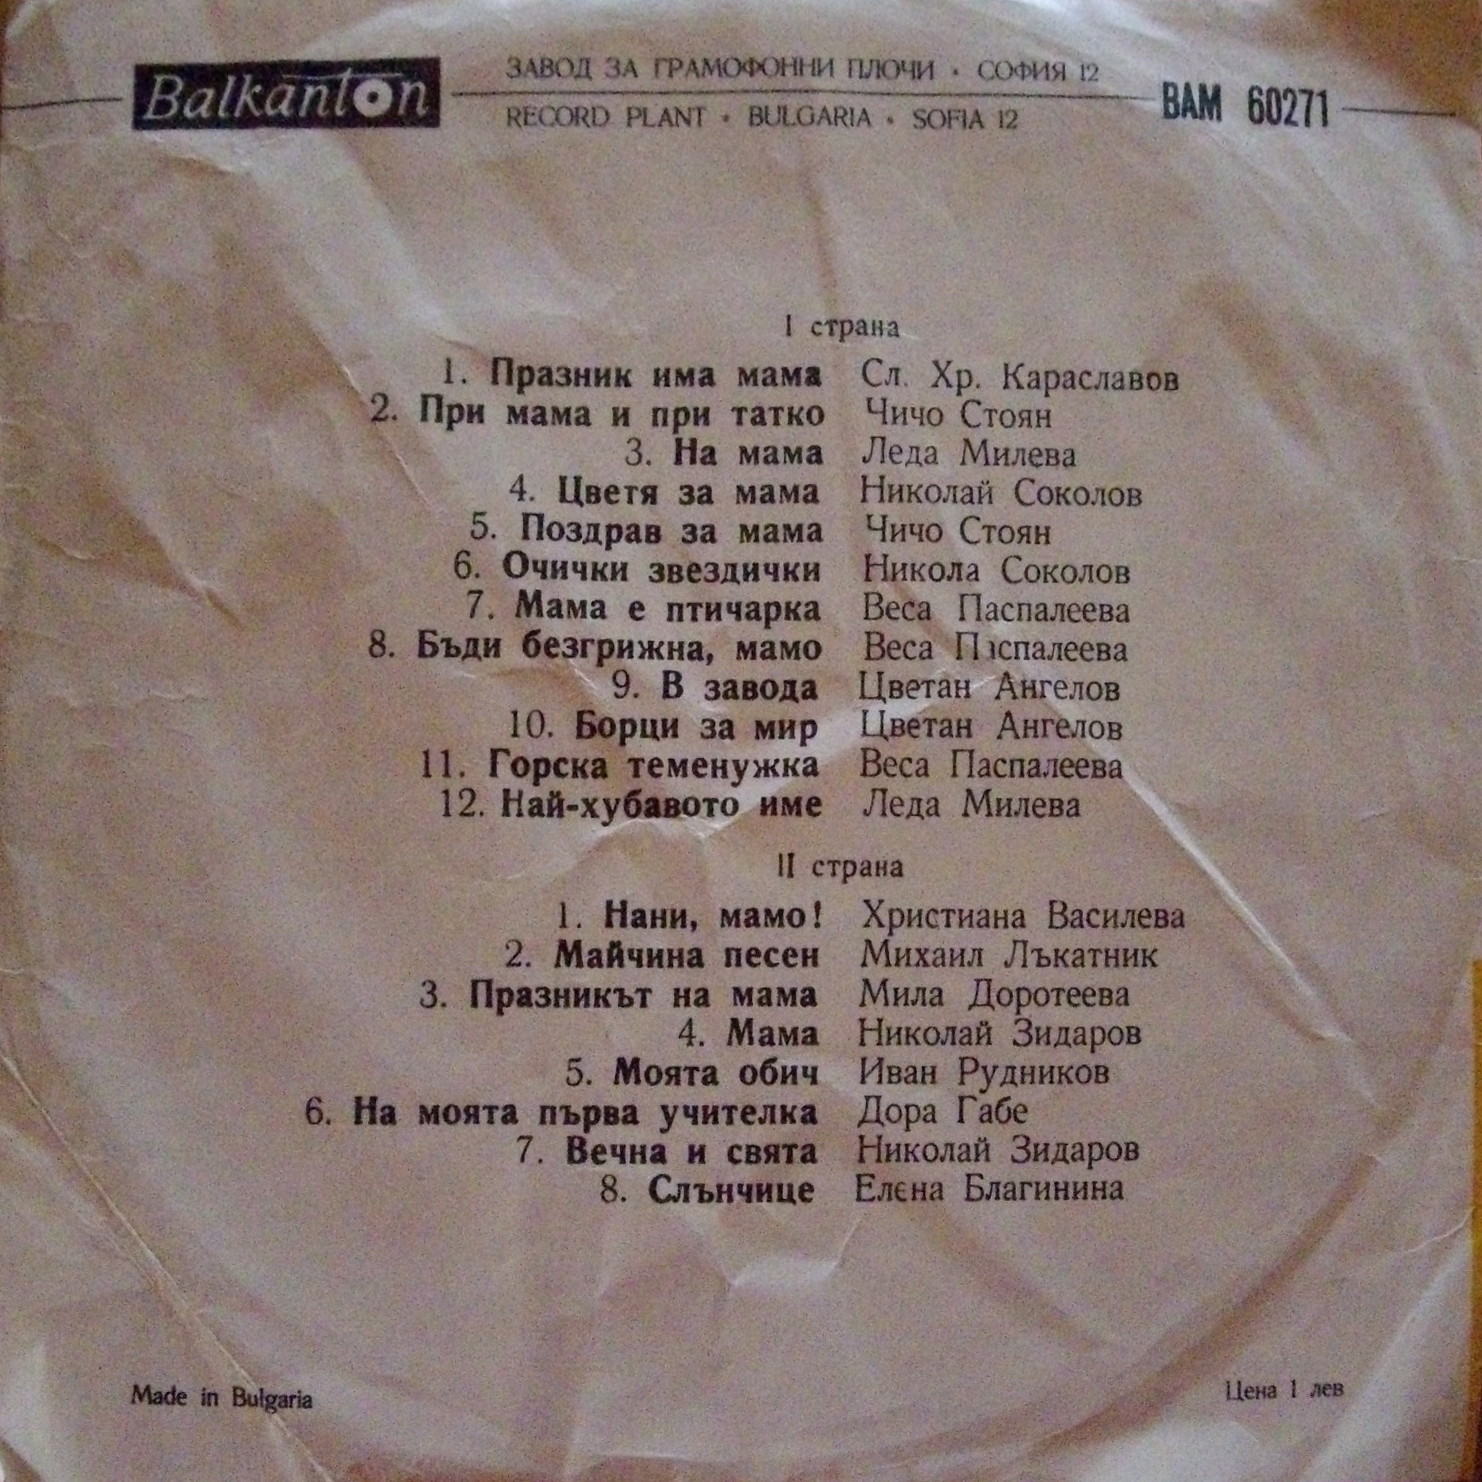 Balkanton
ЗАВОД ЗА ГРАМОФОННИ ПЛОЧИ • СОФИЯ 12
RECORD PLANT • BULGARIA • SOFIA 12
ВАМ 60271
I страна
1. Празник има мама Сл. Хр. Караславов
2. При мама и при татко Чичо Стоян
3. На мама Леда Милева
4. Цветя за мама Николай Соколов
5. Поздрав за мама Чичо Стоян
6. Очички звездички Никола Соколов
7. Мама е птичарка Веса Паспалеева
8. Бъди безгрижна, мамо Веса Паспалеева
9. В завода Цветан Ангелов
10. Борци за мир Цветан Ангелов
11. Горска теменужка Веса Паспалеева
12. Най-хубавото име Леда Милева
II страна
1. Нани, мамо! Христиана Василева
2. Майчина песен Михаил Лъкатник
3. Празникът на мама Мила Доротеева
4. Мама Николай Зидаров
5. Моята обич Иван Рудников
6. На моята първа учителка Дора Габе
7. Вечна и свята Николай Зидаров
8. Слънчице Елена Благинина
Made in Bulgaria
Цена 1 лев